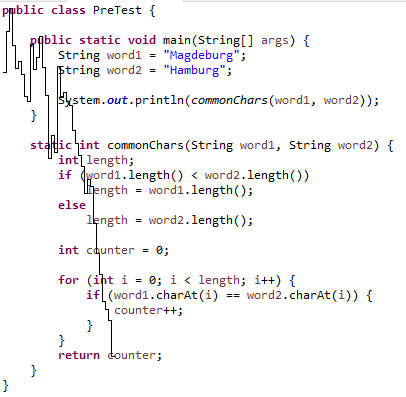 public class PreTest {
public static void main(String[] args) {
String word1 = "Magdeburg";
String word2 = "Hamburg";
System.out.println(commonChars(word1, word2));
}
static int commonChars(String word1, String word2) {
int length;
if (word1.length() < word2.length())
length = word1.length();
else
length = word2.length();
int counter = 0;
for (int i = 0; i < length; i++) {
if (word1.charAt(i) == word2.charAt(i)) {
counter++;
}
}
return counter;
}
}